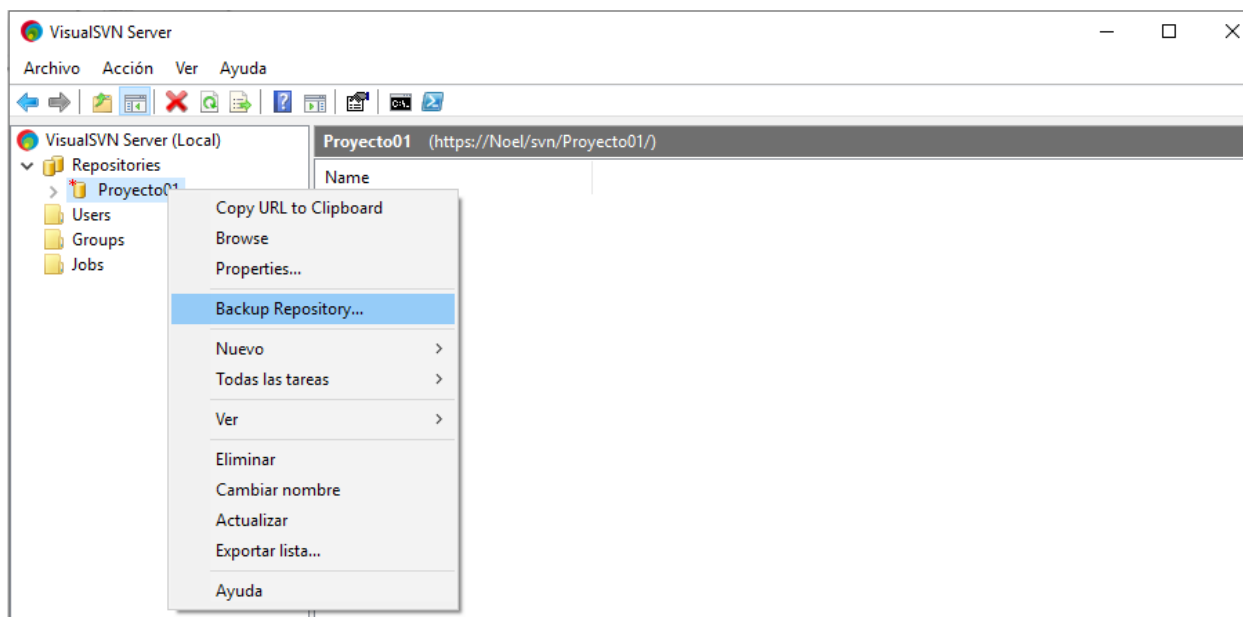 VisualSVN Server
Archivo Acción Ver Ayuda
VisualSVN Server (Local)
Repositories
Proyecto01
Users
Groups
Jobs
Proyecto01 (https://Noel/svn/Proyecto01/)
Name
Copy URL to Clipboard
Browse
Properties...
Backup Repository...
Nuevo
Todas las tareas
Ver
Eliminar
Cambiar nombre
Actualizar
Exportar lista...
Ayuda